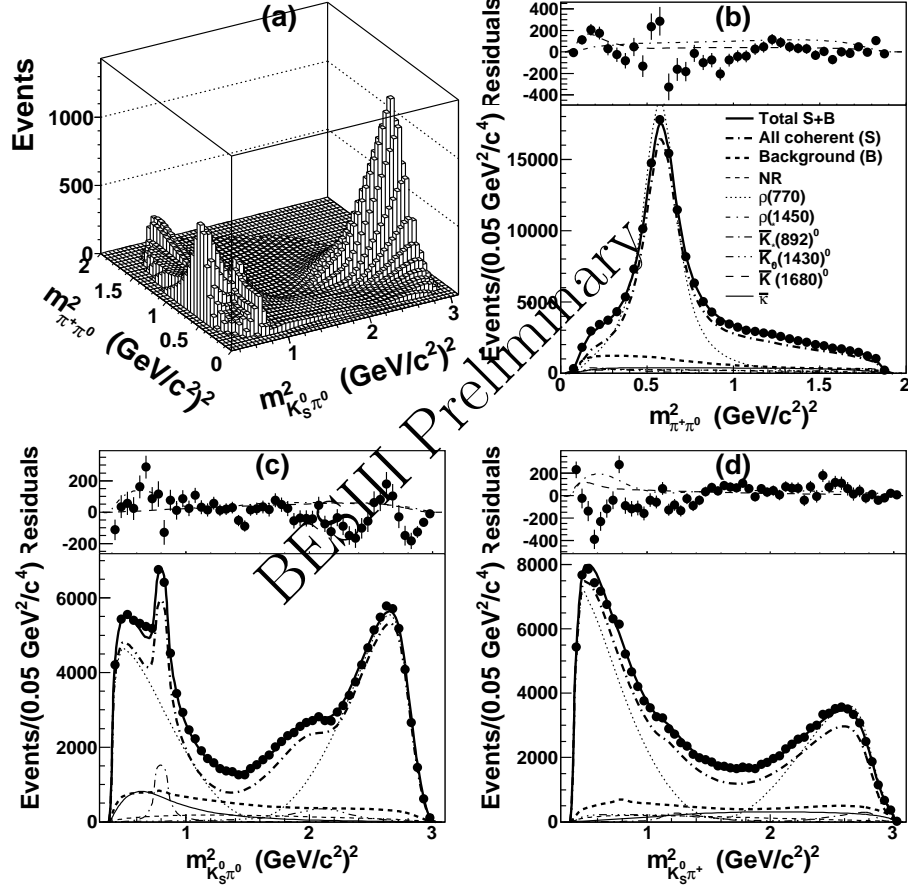 (a)
Events
1000
500
0
2
1.5
1
0.5
0
1
2
3
m²π⁺π⁰ (GeV/c²)²
m²K⁰Sπ⁰ (GeV/c²)²
(b)
Residuals
400
200
0
-200
-400
Events/(0.05 GeV²/c⁴)
15000
10000
5000
0
Total S+B
All coherent (S)
Background (B)
NR
ρ(770)
ρ(1450)
K̅*(892)⁰
K̅₀(1430)⁰
K̅ (1680)⁰
κ̅
0 0.5 1 1.5 2
m²π⁺π⁰ (GeV/c²)²
BESIII Preliminary
(c)
Residuals
200
0
-200
Events/(0.05 GeV²/c⁴)
6000
4000
2000
0
1 2 3
m²K⁰Sπ⁰ (GeV/c²)²
(d)
Residuals
200
0
-200
-400
Events/(0.05 GeV²/c⁴)
8000
6000
4000
2000
0
1 2 3
m²K⁰Sπ⁺ (GeV/c²)²